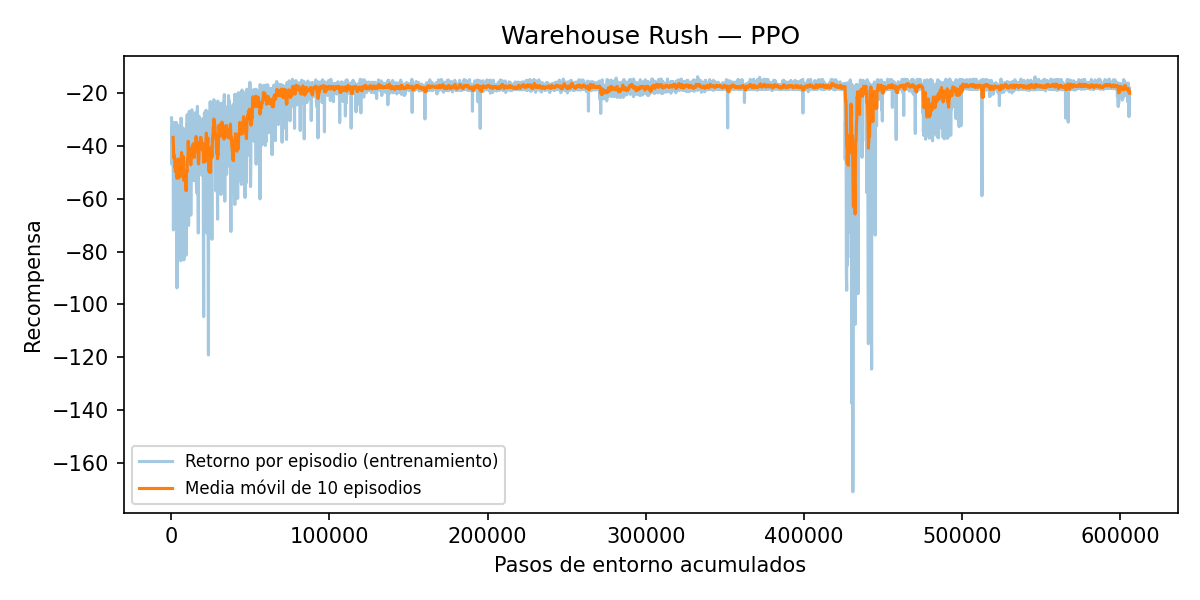 Warehouse Rush — PPO
Recompensa
−20
−40
−60
−80
−100
−120
−140
−160
Retorno por episodio (entrenamiento)
Media móvil de 10 episodios
0 100000 200000 300000 400000 500000 600000
Pasos de entorno acumulados